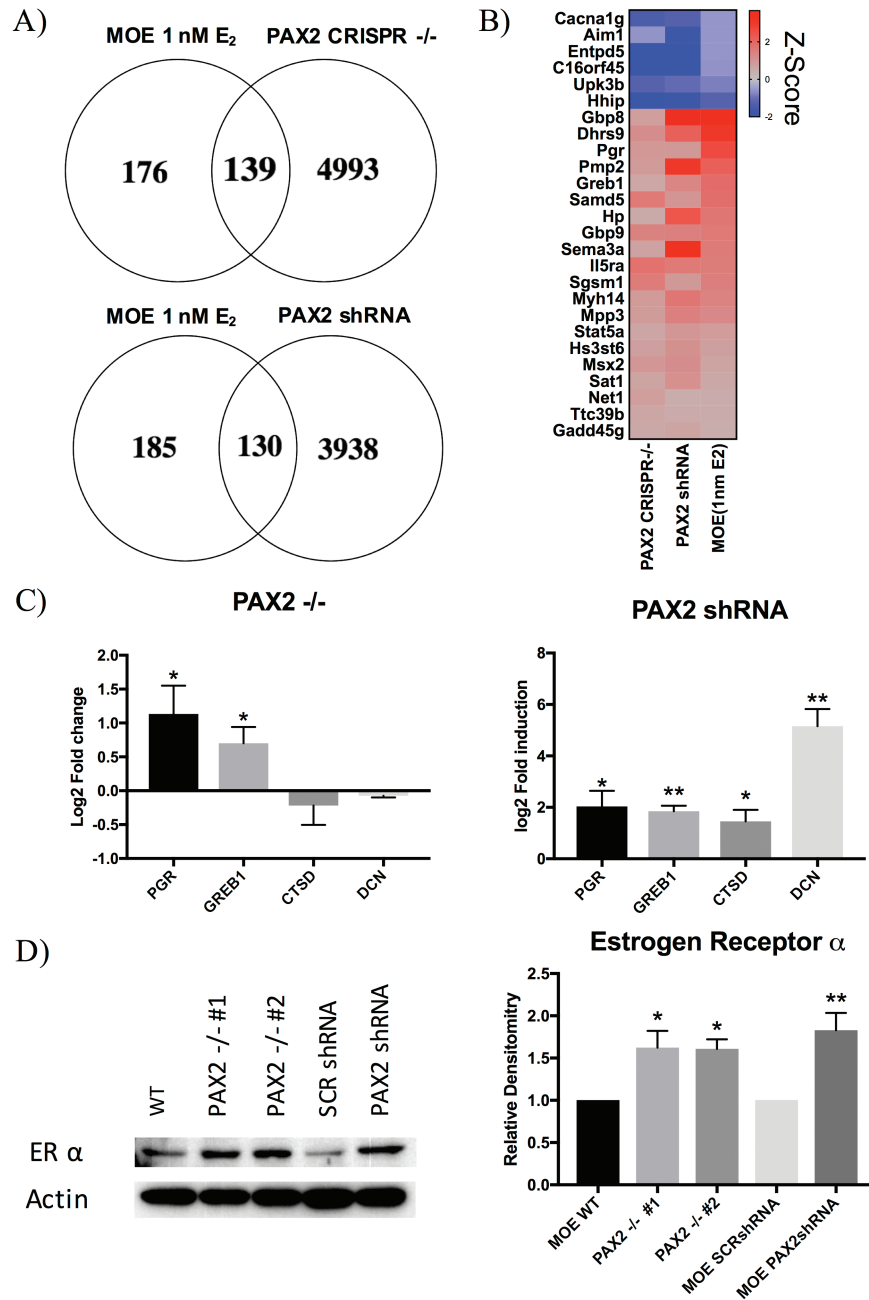 A)
MOE 1 nM E₂ PAX2 CRISPR -/-
176 139 4993
MOE 1 nM E₂ PAX2 shRNA
185 130 3938
B)
Cacna1g
Aim1
Entpd5
C16orf45
Upk3b
Hhip
Gbp8
Dhrs9
Pgr
Pmp2
Greb1
Samd5
Hp
Gbp9
Sema3a
Il5ra
Sgsm1
Myh14
Mpp3
Stat5a
Hs3st6
Msx2
Sat1
Net1
Ttc39b
Gadd45g
PAX2 CRISPR-/-
PAX2 shRNA
MOE(1nm E2)
2
0
-2
Z-Score
C)
PAX2 -/-
Log2 Fold change
2.0
1.5
1.0
0.5
0.0
-0.5
-1.0
* *
PGR GREB1 CTSD DCN
PAX2 shRNA
log2 Fold induction
8
6
4
2
0
* ** * **
PGR GREB1 CTSD DCN
D)
WT
PAX2 -/- #1
PAX2 -/- #2
SCR shRNA
PAX2 shRNA
ER α
Actin
Estrogen Receptor α
Relative Densitomitry
2.5
2.0
1.5
1.0
0.5
0.0
* * **
MOE WT
PAX2 -/- #1
PAX2 -/- #2
MOE SCRshRNA
MOE PAX2shRNA